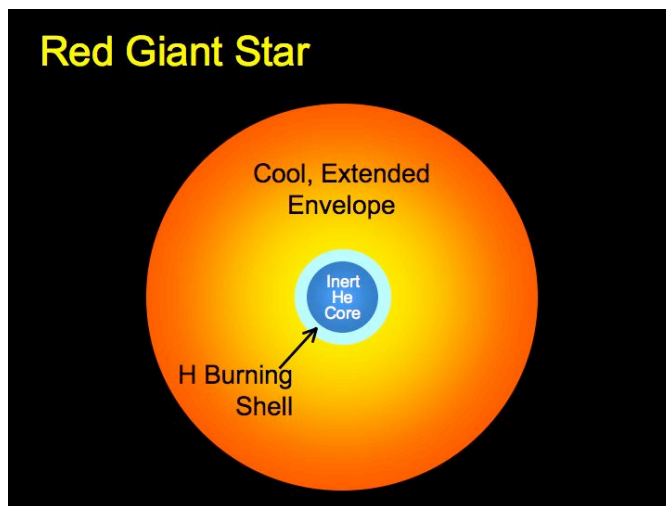 Red Giant Star
Cool, Extended
Envelope
Inert
He
Core
H Burning
Shell